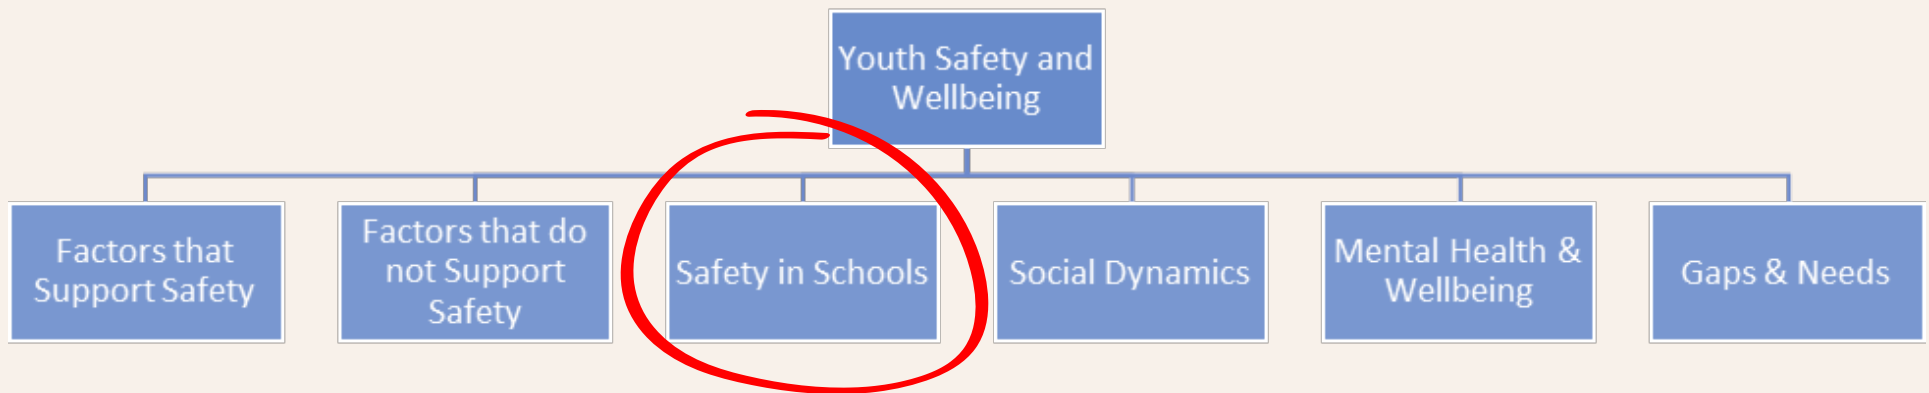 Youth Safety and
Wellbeing
Factors that
Support Safety
Factors that do
not Support
Safety
Safety in Schools
Social Dynamics
Mental Health &
Wellbeing
Gaps & Needs